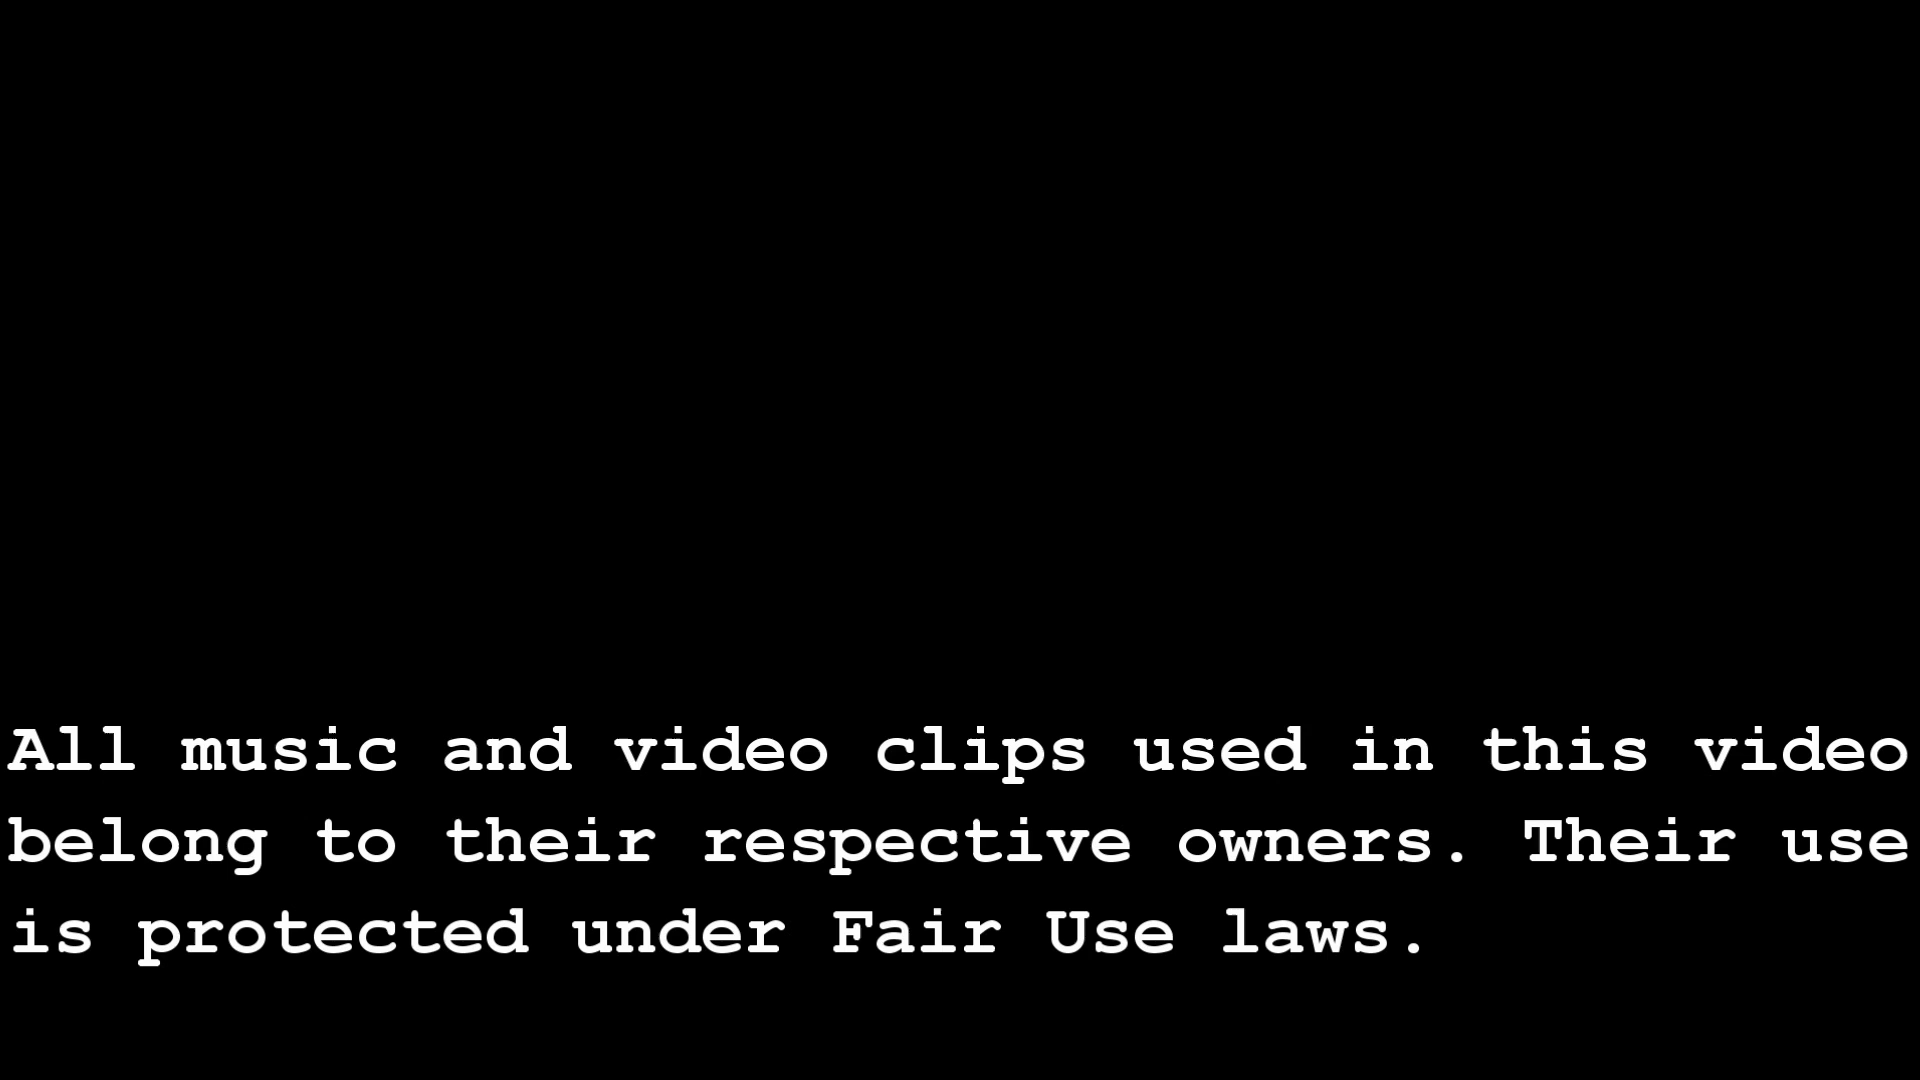 All music and video clips used in this video
belong to their respective owners. Their use
is protected under Fair Use laws.